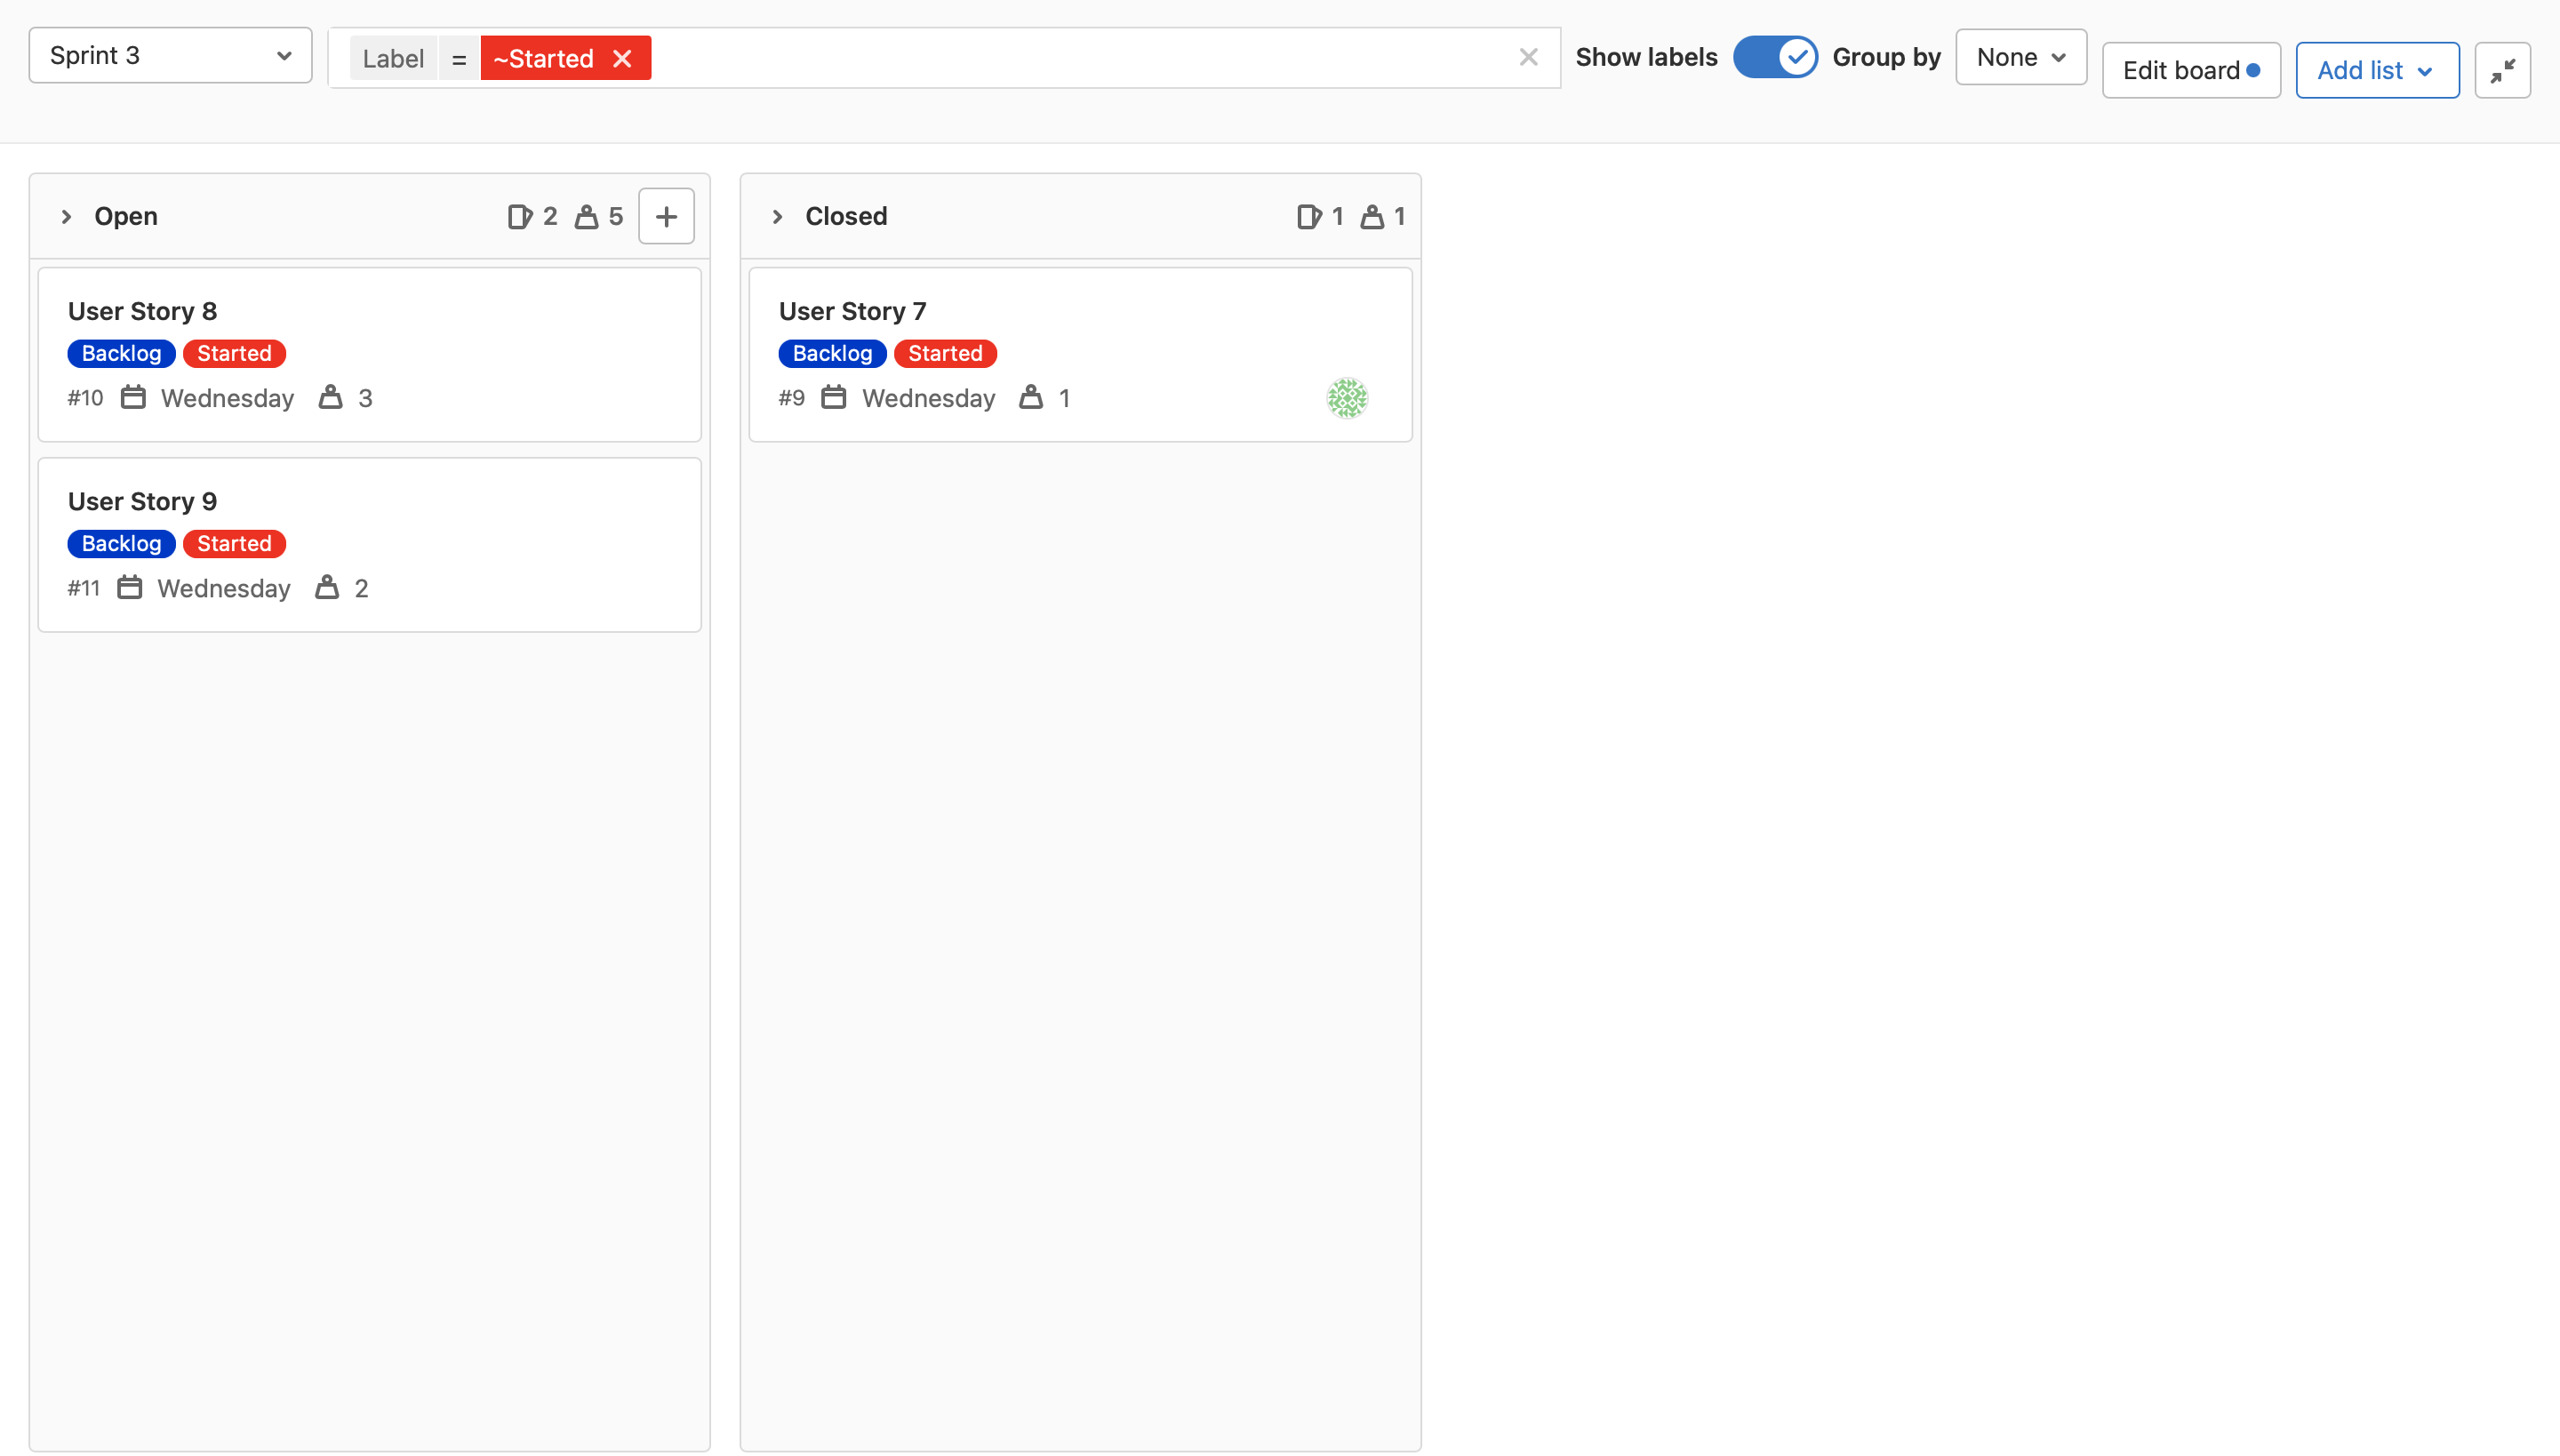 Sprint 3 Label = ~Started Show labels Group by None Edit board Add list
Open 2 5
User Story 8
Backlog Started
#10 Wednesday 3
User Story 9
Backlog Started
#11 Wednesday 2
Closed 1 1
User Story 7
Backlog Started
#9 Wednesday 1